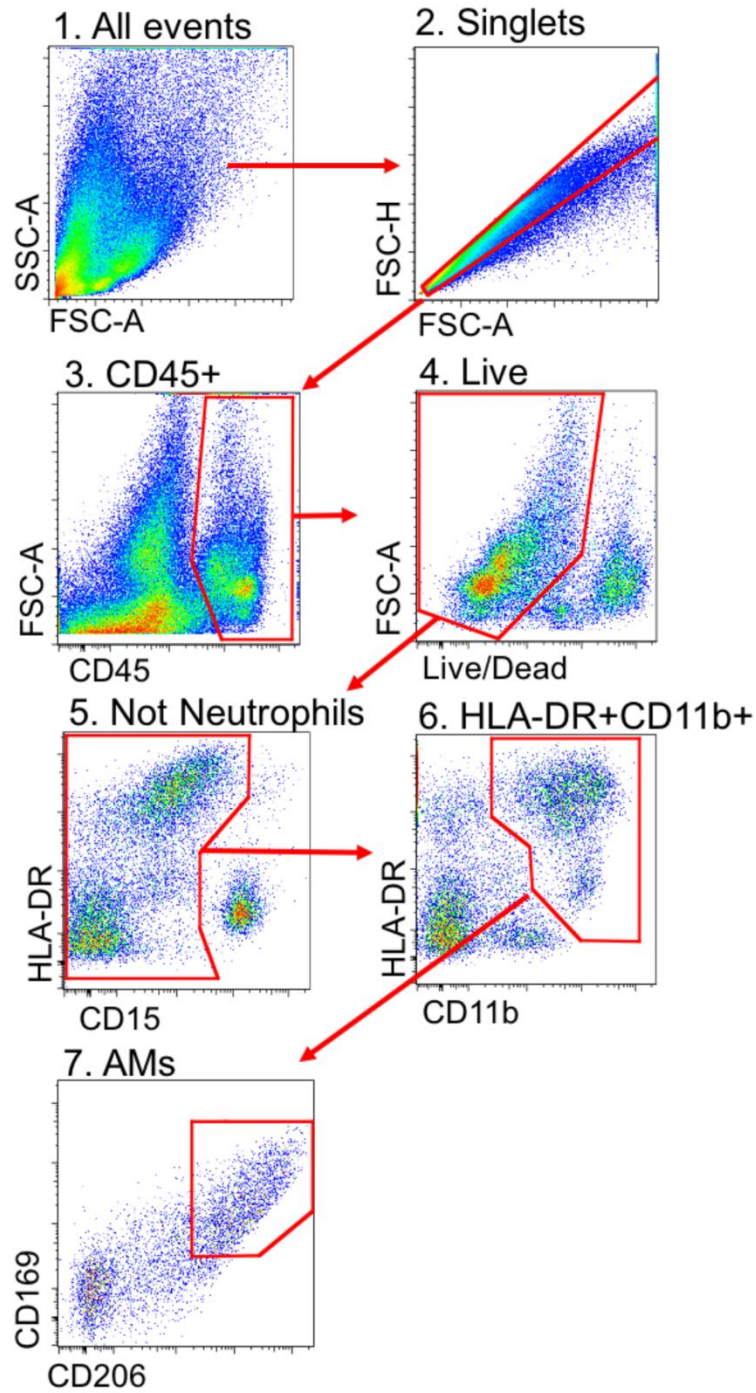 1. All events
SSC-A
FSC-A
2. Singlets
FSC-H
FSC-A
3. CD45+
FSC-A
CD45
4. Live
FSC-A
Live/Dead
5. Not Neutrophils
HLA-DR
CD15
6. HLA-DR+CD11b+
HLA-DR
CD11b
7. AMs
CD169
CD206